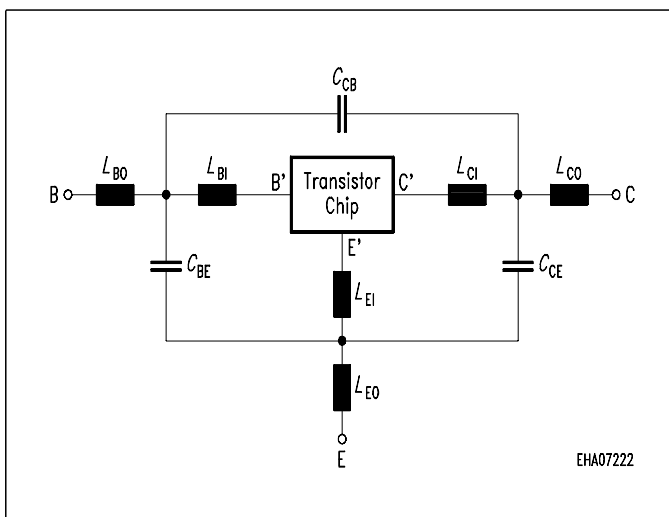 C_CB
L_BO L_BI B' Transistor Chip C' L_CI L_CO
B C
E'
C_BE C_CE
L_EI
L_EO
E
EHA07222